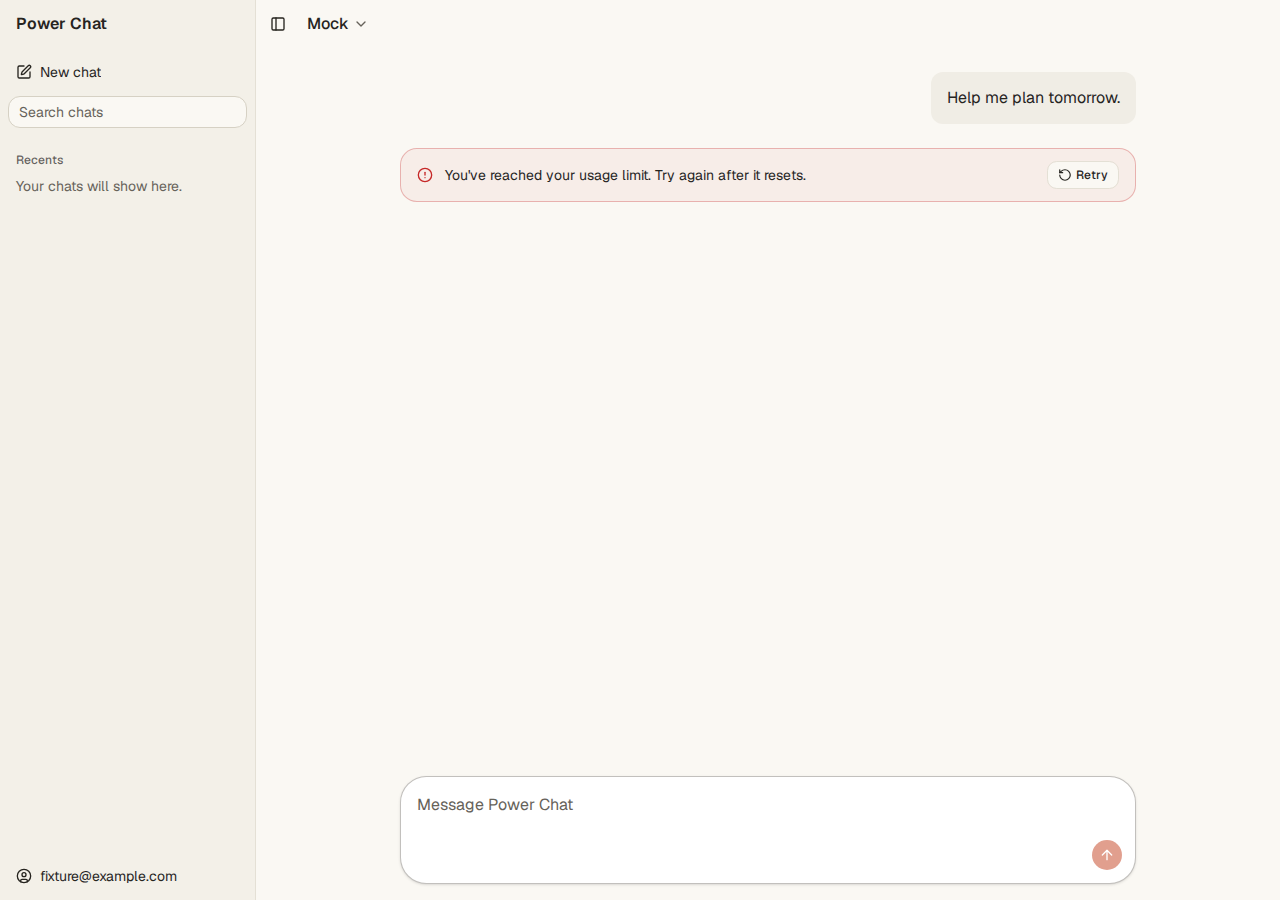 Power Chat
Mock
New chat
Search chats
Recents
Your chats will show here.
Help me plan tomorrow.
You've reached your usage limit. Try again after it resets.
Retry
Message Power Chat
fixture@example.com